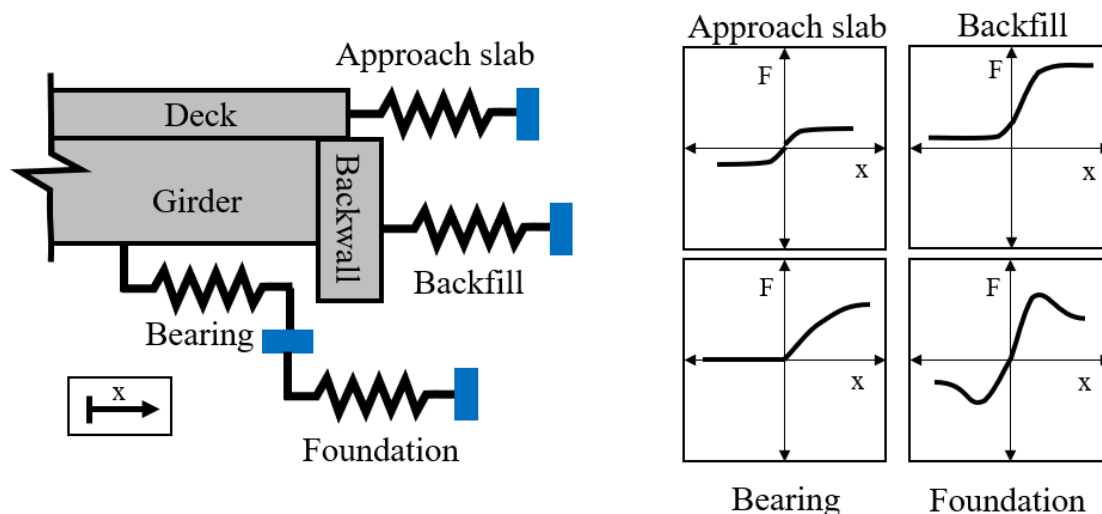 Approach slab
Deck
Girder
Backwall
Backfill
Bearing
x
Foundation
Approach slab
F
x
Backfill
F
x
F
x
Bearing
F
x
Foundation